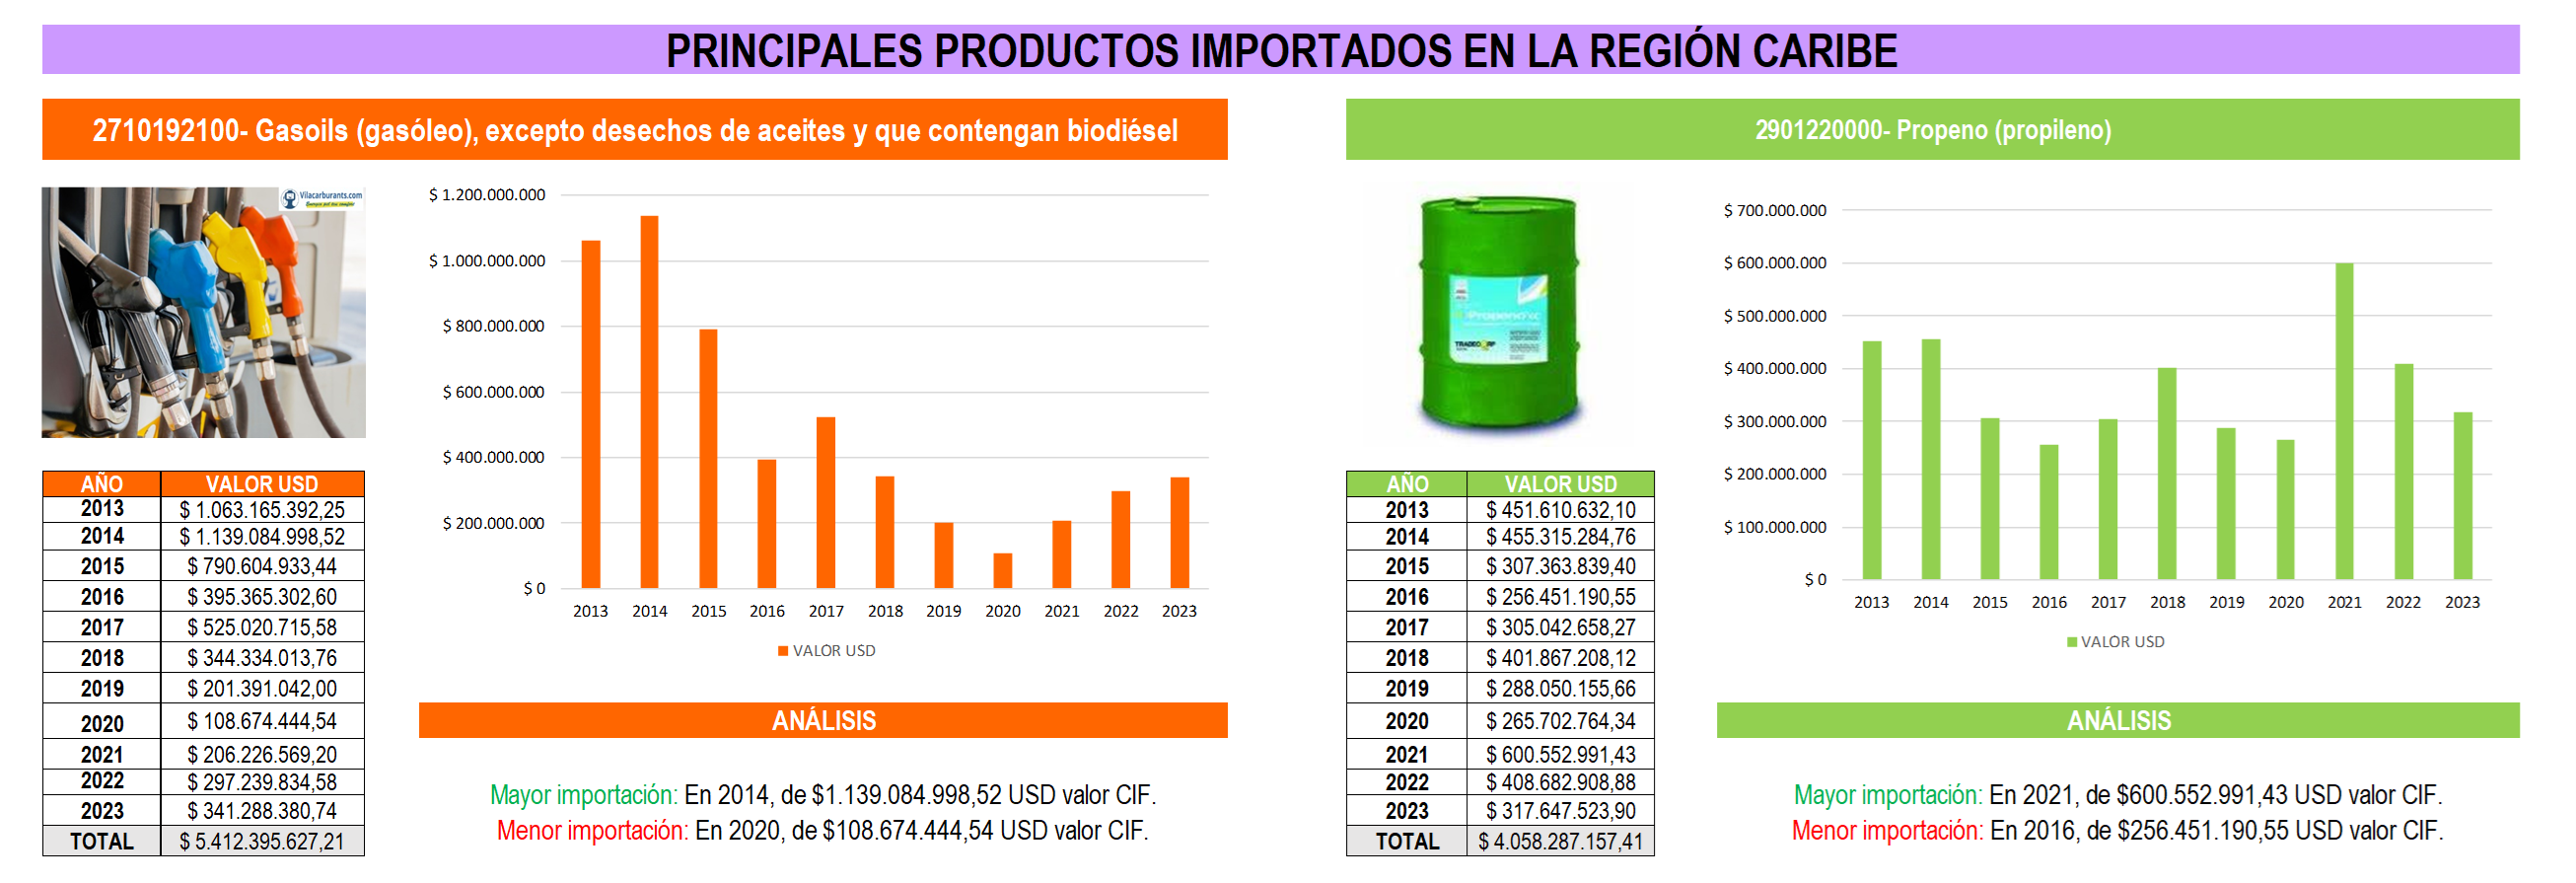 PRINCIPALES PRODUCTOS IMPORTADOS EN LA REGIÓN CARIBE
2710192100- Gasoils (gasóleo), excepto desechos de aceites y que contengan biodiésel
Vilacarburants.com
$ 1.200.000.000
$ 1.000.000.000
$ 800.000.000
$ 600.000.000
$ 400.000.000
$ 200.000.000
$ 0
2013 2014 2015 2016 2017 2018 2019 2020 2021 2022 2023
VALOR USD
AÑO VALOR USD
2013 $ 1.063.165.392,25
2014 $ 1.139.084.998,52
2015 $ 790.604.933,44
2016 $ 395.365.302,60
2017 $ 525.020.715,58
2018 $ 344.334.013,76
2019 $ 201.391.042,00
2020 $ 108.674.444,54
2021 $ 206.226.569,20
2022 $ 297.239.834,58
2023 $ 341.288.380,74
TOTAL $ 5.412.395.627,21
ANÁLISIS
Mayor importación: En 2014, de $1.139.084.998,52 USD valor CIF.
Menor importación: En 2020, de $108.674.444,54 USD valor CIF.
2901220000- Propeno (propileno)
Propeno
TRADECORP
$ 700.000.000
$ 600.000.000
$ 500.000.000
$ 400.000.000
$ 300.000.000
$ 200.000.000
$ 100.000.000
$ 0
2013 2014 2015 2016 2017 2018 2019 2020 2021 2022 2023
VALOR USD
AÑO VALOR USD
2013 $ 451.610.632,10
2014 $ 455.315.284,76
2015 $ 307.363.839,40
2016 $ 256.451.190,55
2017 $ 305.042.658,27
2018 $ 401.867.208,12
2019 $ 288.050.155,66
2020 $ 265.702.764,34
2021 $ 600.552.991,43
2022 $ 408.682.908,88
2023 $ 317.647.523,90
TOTAL $ 4.058.287.157,41
ANÁLISIS
Mayor importación: En 2021, de $600.552.991,43 USD valor CIF.
Menor importación: En 2016, de $256.451.190,55 USD valor CIF.